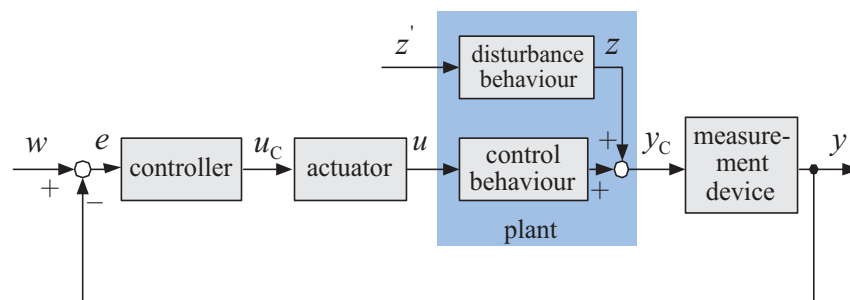 z'
disturbance
behaviour
z
w
+
−
e
controller
u_C
actuator
u
control
behaviour
+
+
y_C
measure-
ment
device
y
plant